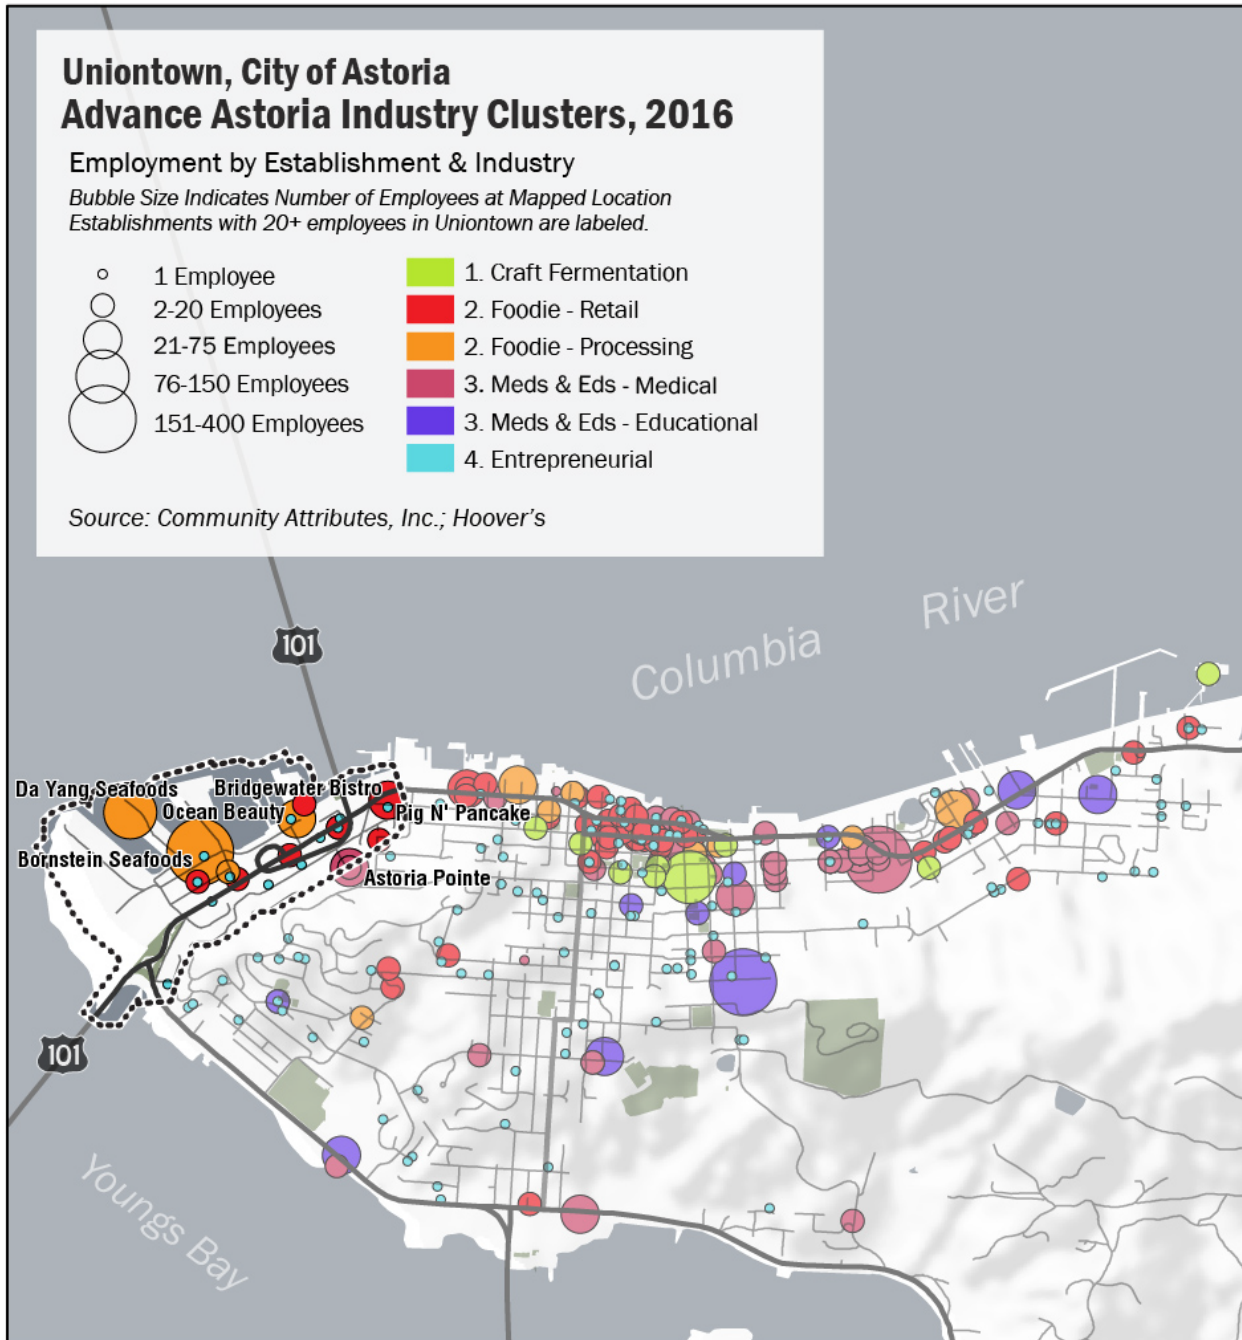 Uniontown, City of Astoria
Advance Astoria Industry Clusters, 2016
Employment by Establishment & Industry
Bubble Size Indicates Number of Employees at Mapped Location
Establishments with 20+ employees in Uniontown are labeled.
1 Employee
2-20 Employees
21-75 Employees
76-150 Employees
151-400 Employees
1. Craft Fermentation
2. Foodie - Retail
2. Foodie - Processing
3. Meds & Eds - Medical
3. Meds & Eds - Educational
4. Entrepreneurial
Source: Community Attributes, Inc.; Hoover's
River
Columbia
101
Da Yang Seafoods
Bridgewater Bistro
Ocean Beauty
Pig N' Pancake
Bornstein Seafoods
Astoria Pointe
101
Youngs Bay